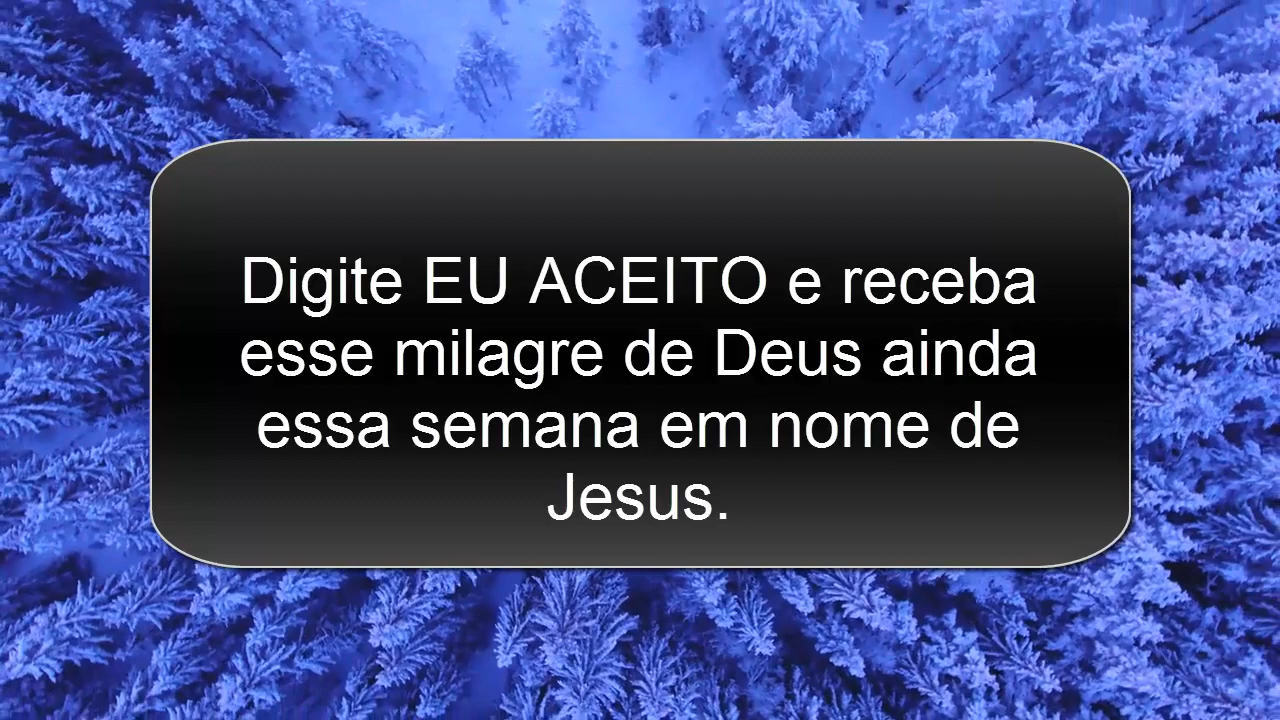 Digite EU ACEITO e receba
esse milagre de Deus ainda
essa semana em nome de
Jesus.